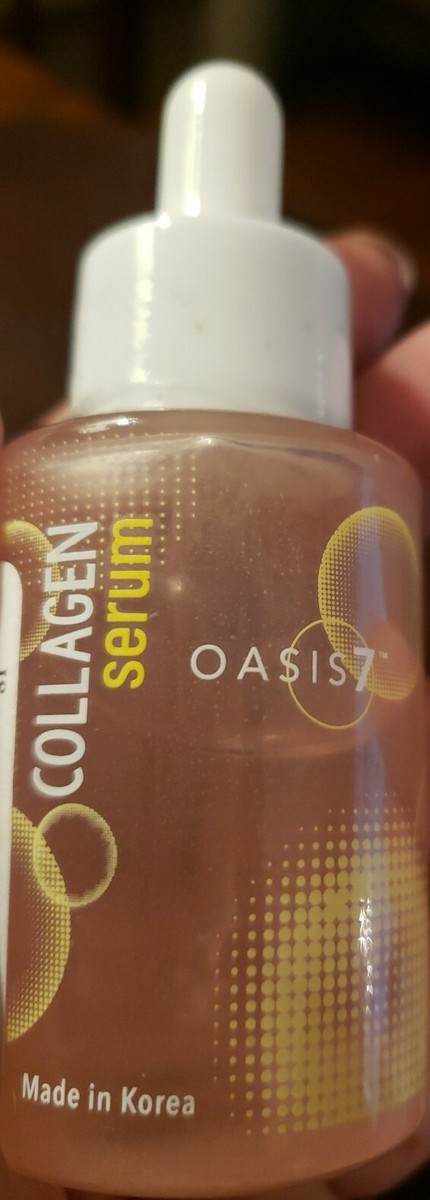 COLLAGEN
serum
OASIS7™
Made in Korea